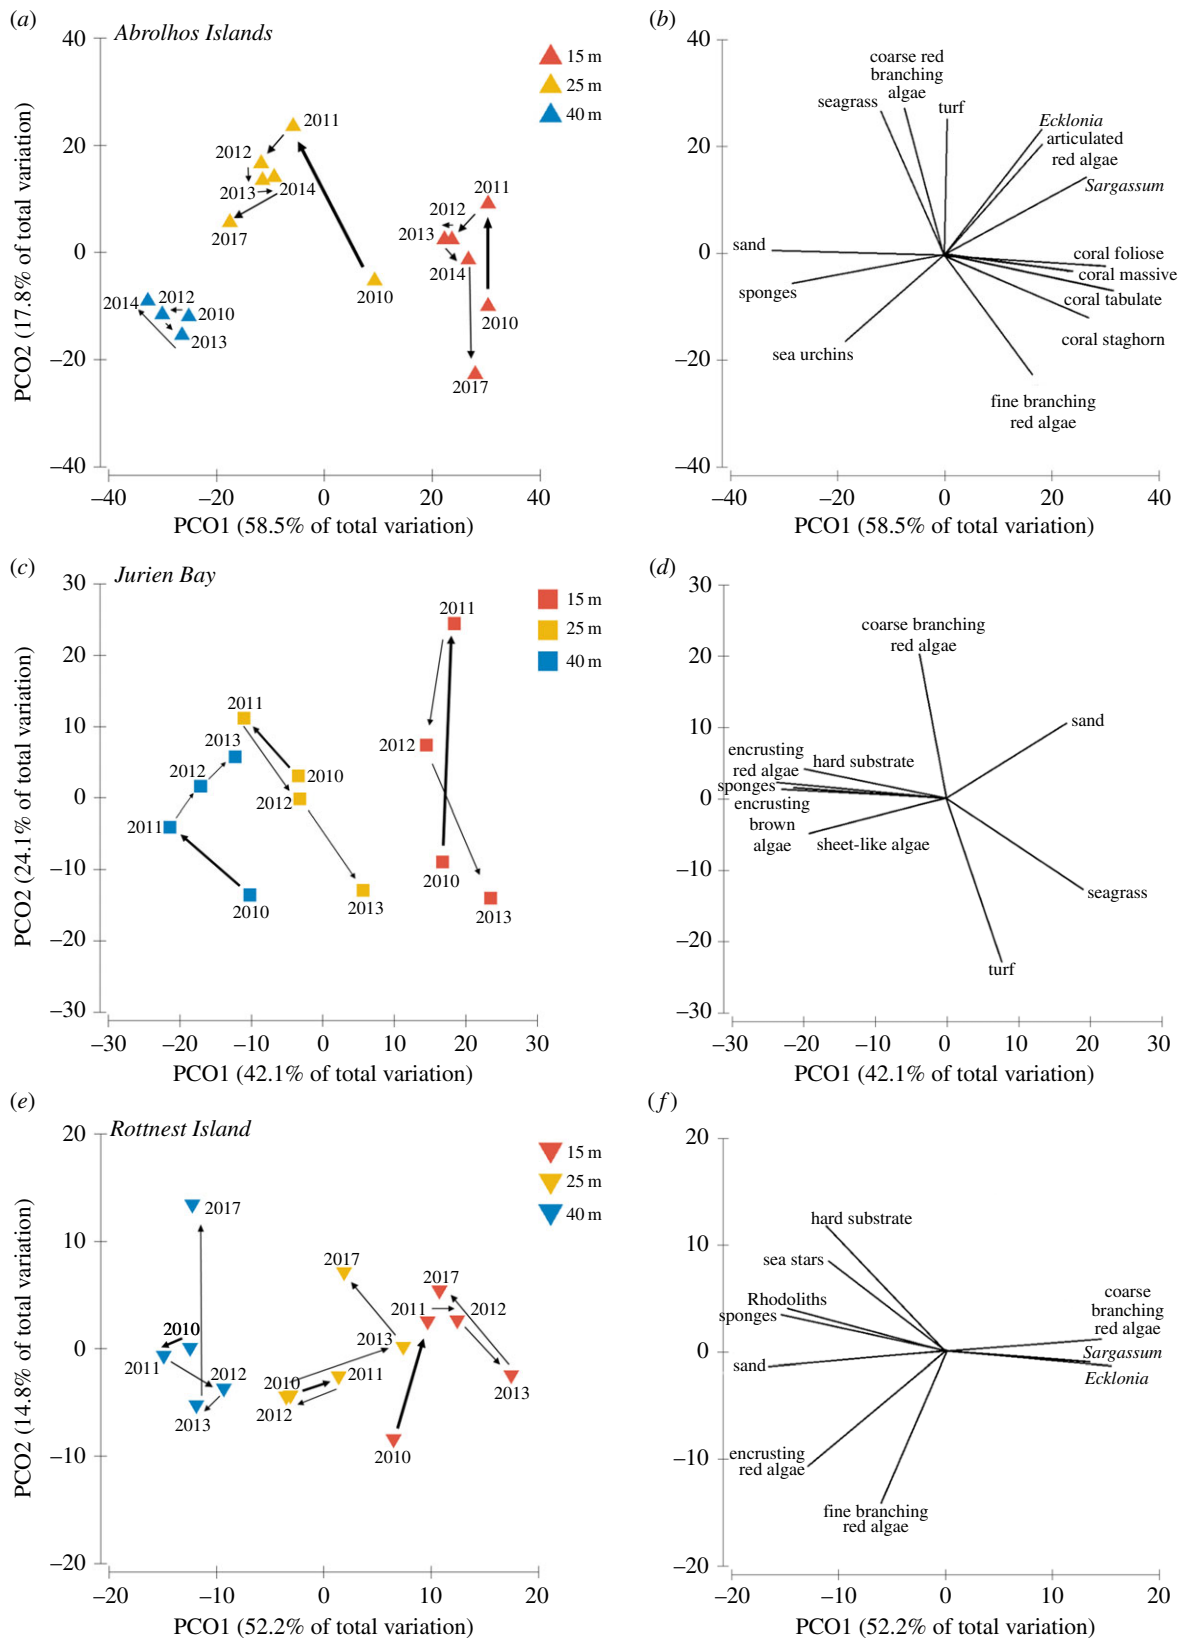 (a)
Abrolhos Islands
15 m
25 m
40 m
40
20
0
−20
−40
PCO2 (17.8% of total variation)
2011
2012
2013
2014
2017
2010
2011
2012
2013
2014
2010
2017
2014
2012
2010
2013
−40
−20
0
20
40
PCO1 (58.5% of total variation)
(b)
40
20
0
−20
−40
coarse red
branching
algae
seagrass
turf
Ecklonia
articulated
red algae
Sargassum
sand
coral foliose
coral massive
sponges
coral tabulate
coral staghorn
sea urchins
fine branching
red algae
−40
−20
0
20
40
PCO1 (58.5% of total variation)
(c)
Jurien Bay
15 m
25 m
40 m
30
20
10
0
−10
−20
−30
PCO2 (24.1% of total variation)
2011
2012
2010
2013
2011
2010
2012
2013
2013
2012
2011
2010
−30
−20
−10
0
10
20
30
PCO1 (42.1% of total variation)
(d)
30
20
10
0
−10
−20
−30
coarse branching
red algae
sand
encrusting
red algae
hard substrate
sponges
encrusting
brown
algae
sheet-like algae
seagrass
turf
−30
−20
−10
0
10
20
30
PCO1 (42.1% of total variation)
(e)
Rottnest Island
15 m
25 m
40 m
20
10
0
−10
−20
PCO2 (14.8% of total variation)
2017
2010
2011
2012
2013
2017
2013
2010
2011
2012
2017
2011
2012
2013
2010
−20
−10
0
10
20
PCO1 (52.2% of total variation)
(f)
20
10
0
−10
−20
hard substrate
sea stars
Rhodoliths
sponges
sand
coarse
branching
red algae
Sargassum
Ecklonia
encrusting
red algae
fine branching
red algae
−20
−10
0
10
20
PCO1 (52.2% of total variation)